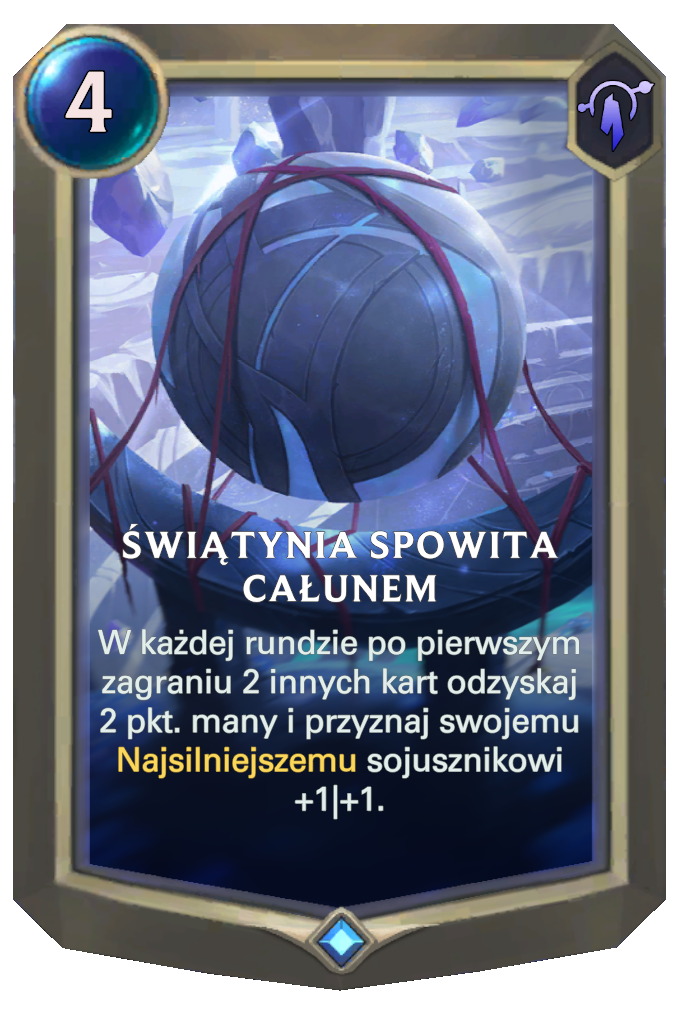 4
ŚWIĄTYNIA SPOWITA
CAŁUNEM
W każdej rundzie po pierwszym
zagraniu 2 innych kart odzyskaj
2 pkt. many i przyznaj swojemu
Najsilniejszemu sojusznikowi
+1|+1.